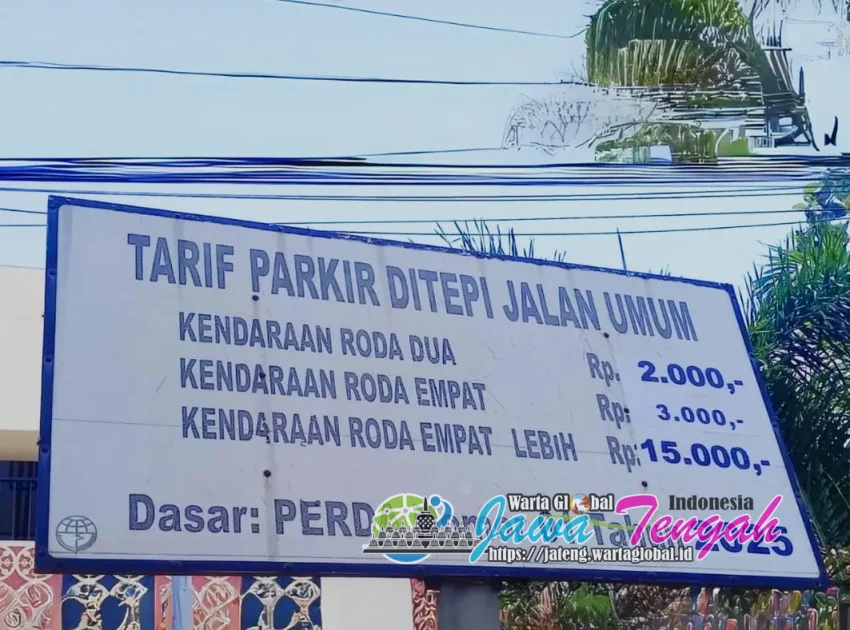 TARIF PARKIR DITEPI JALAN UMUM
KENDARAAN RODA DUA Rp. 2.000,-
KENDARAAN RODA EMPAT Rp. 3.000,-
KENDARAAN RODA EMPAT LEBIH Rp. 15.000,-
Dasar: 2025
Warta Global Indonesia
Jawa Tengah
https://jateng.wartaglobal.id